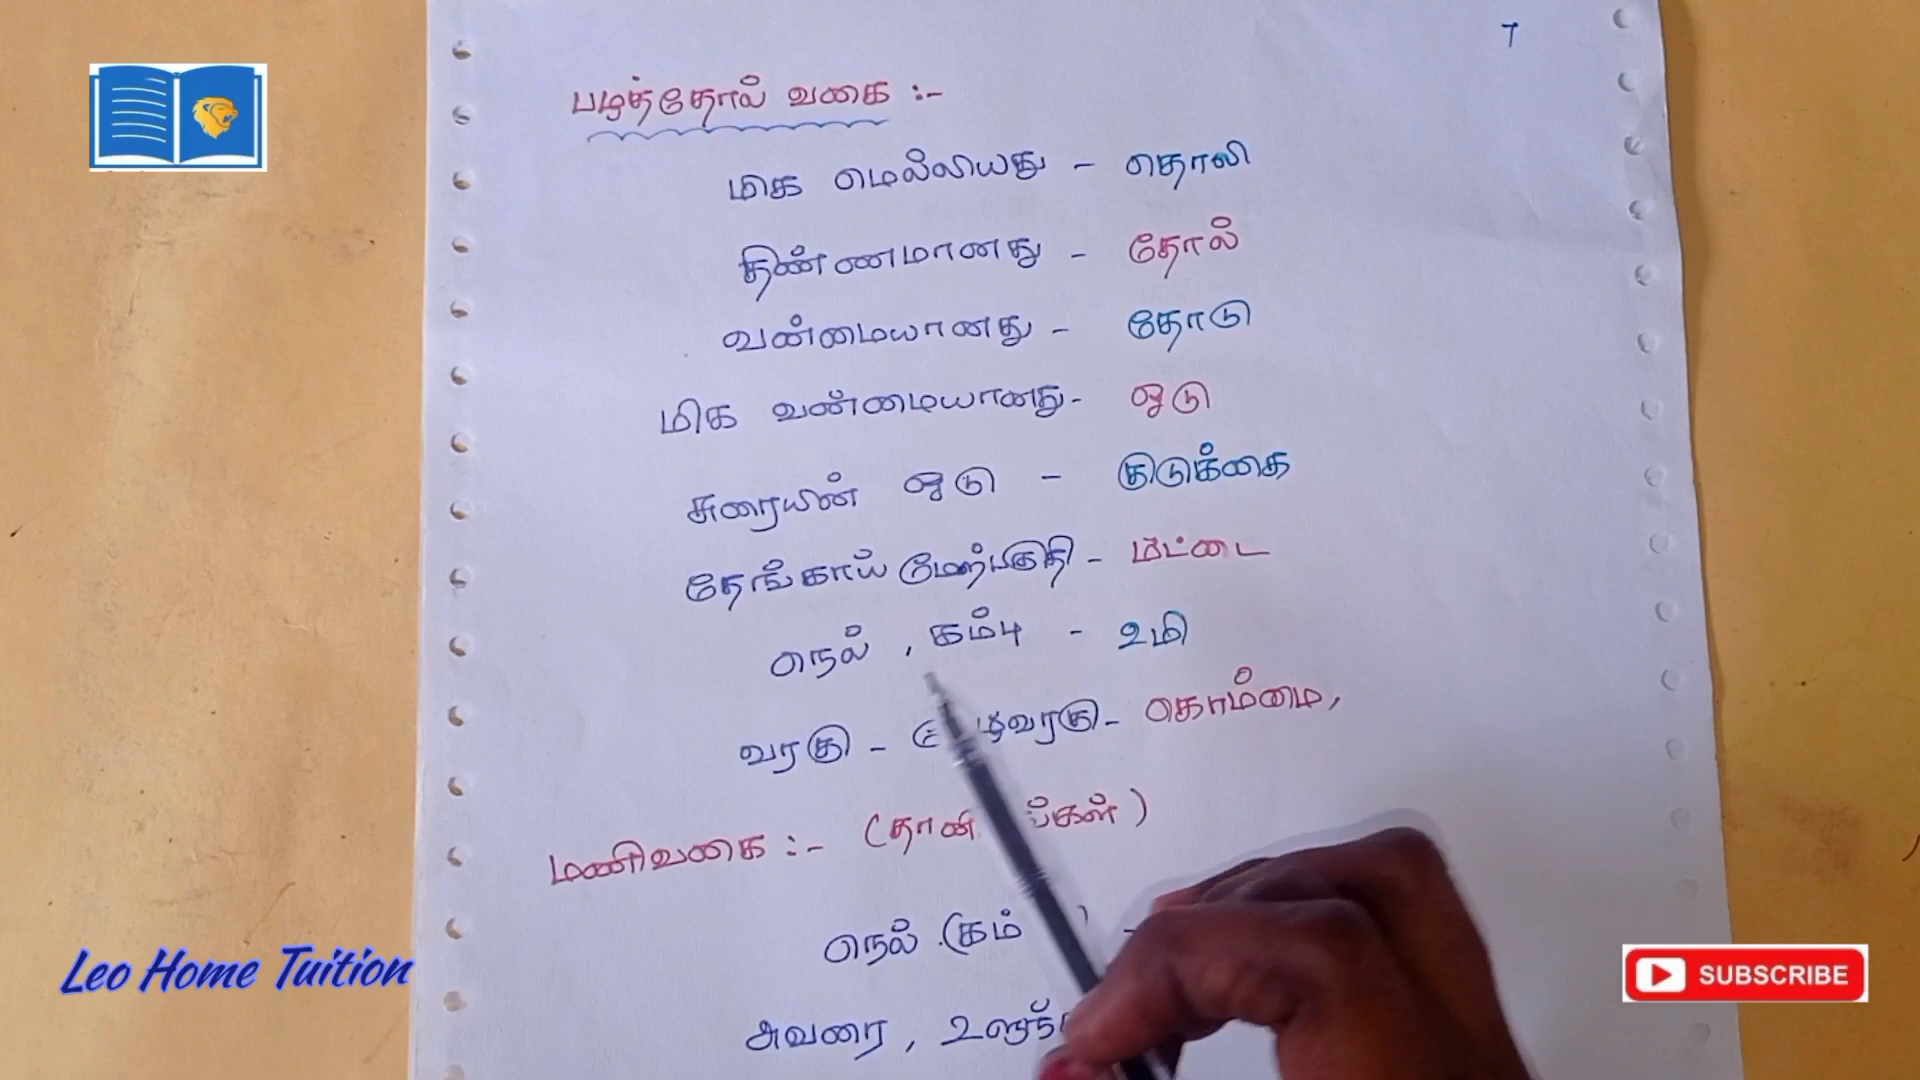 7
பழத்தோல் வகை :-
மிக மெல்லியது - தொலி
திண்ணமானது - தோல்
வன்மையானது - தோடு
மிக வன்மையானது - ஓடு
சுரையின் ஓடு - குடுக்கை
தேங்காய் மேற்பகுதி - மட்டை
நெல் , கம்பு - உமி
வரகு - - கொம்மை,
மணிவகை :-
நெல்
அவரை ,
Leo Home Tuition
SUBSCRIBE